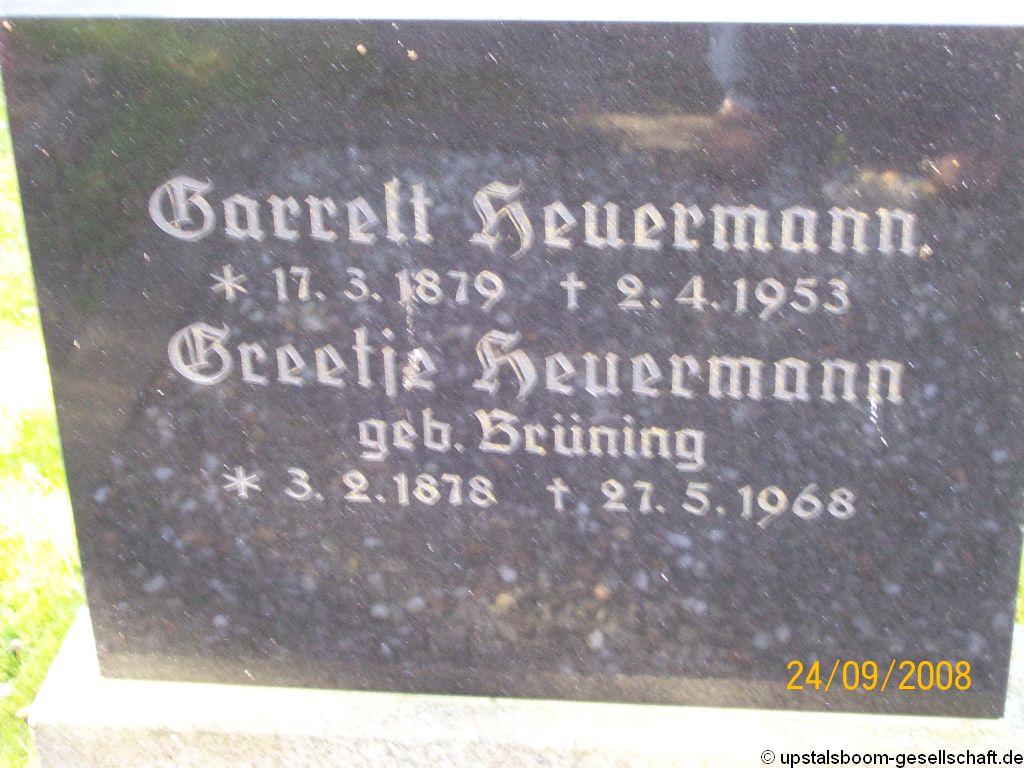 Garrelt Heuermann
* 17. 3. 1879 † 2. 4. 1953
Greetje Heuermann
geb. Brüning
* 3. 2. 1878 † 27. 5. 1968
24/09/2008
© upstalsboom-gesellschaft.de